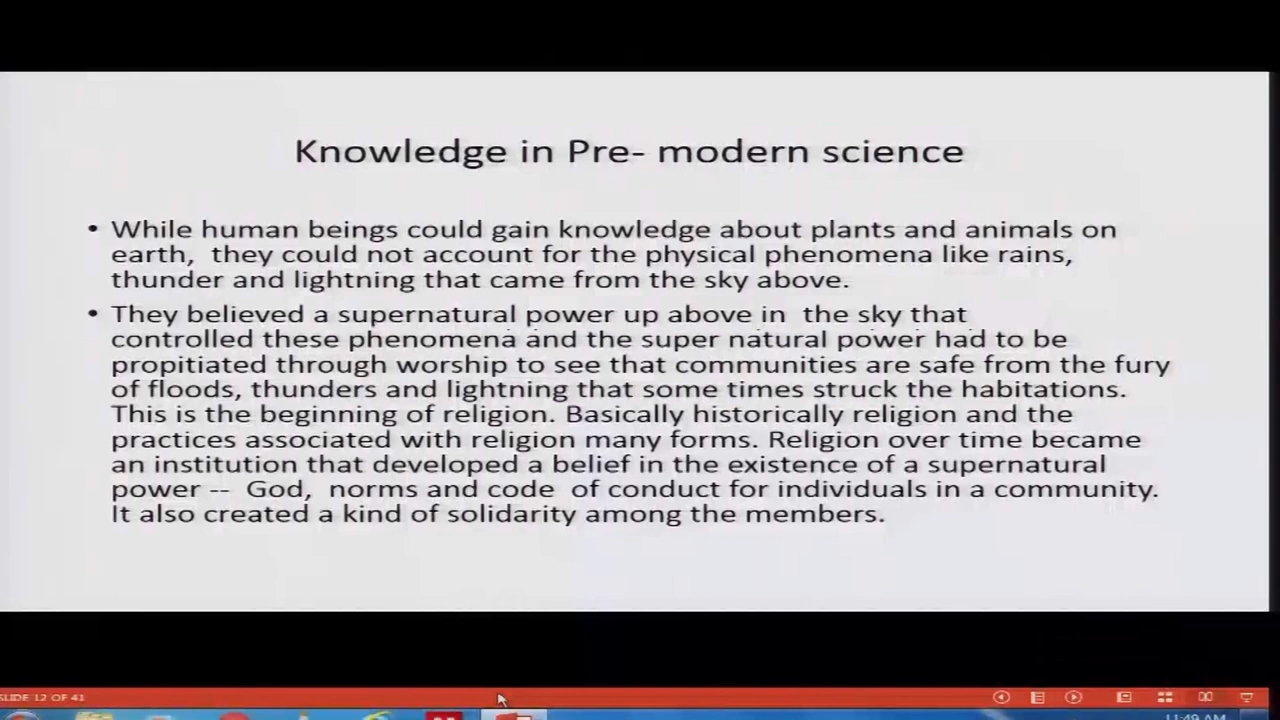 Knowledge in Pre- modern science
• While human beings could gain knowledge about plants and animals on
earth, they could not account for the physical phenomena like rains,
thunder and lightning that came from the sky above.
• They believed a supernatural power up above in the sky that
controlled these phenomena and the super natural power had to be
propitiated through worship to see that communities are safe from the fury
of floods, thunders and lightning that some times struck the habitations.
This is the beginning of religion. Basically historically religion and the
practices associated with religion many forms. Religion over time became
an institution that developed a belief in the existence of a supernatural
power -- God, norms and code of conduct for individuals in a community.
It also created a kind of solidarity among the members.
SLIDE 12 OF 41
11:49 AM